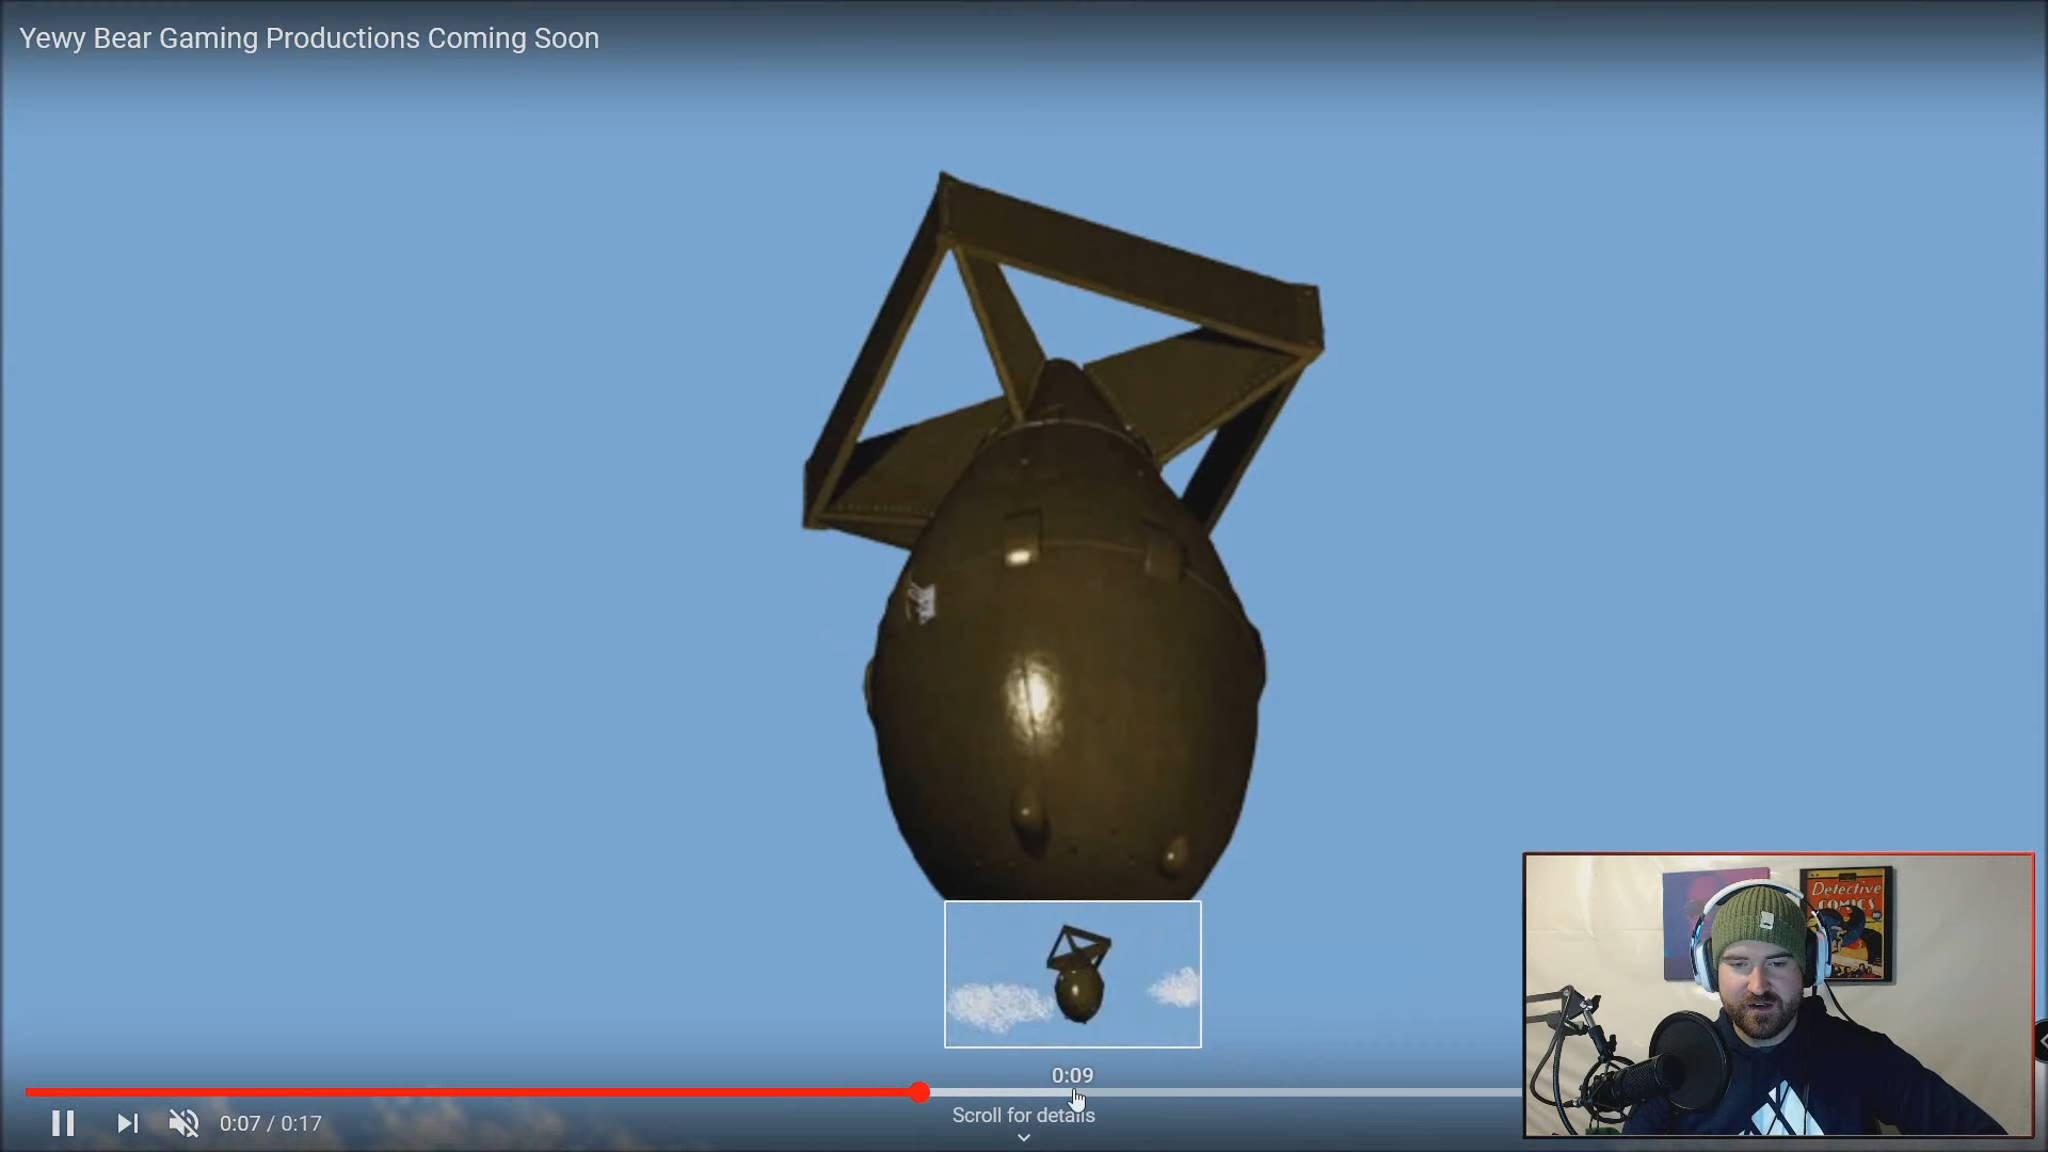 Yewy Bear Gaming Productions Coming Soon
Detective
COMICS
0:09
0:07 / 0:17
Scroll for details